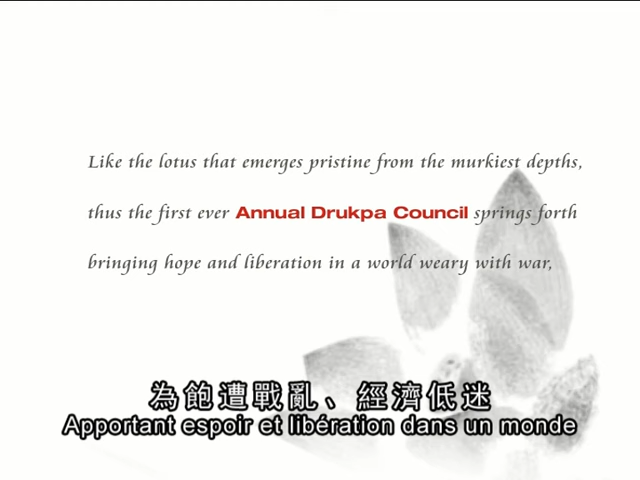 Like the lotus that emerges pristine from the murkiest depths,
thus the first ever Annual Drukpa Council springs forth
bringing hope and liberation in a world weary with war,
為飽遭戰亂、經濟低迷
Apportant espoir et libération dans un monde